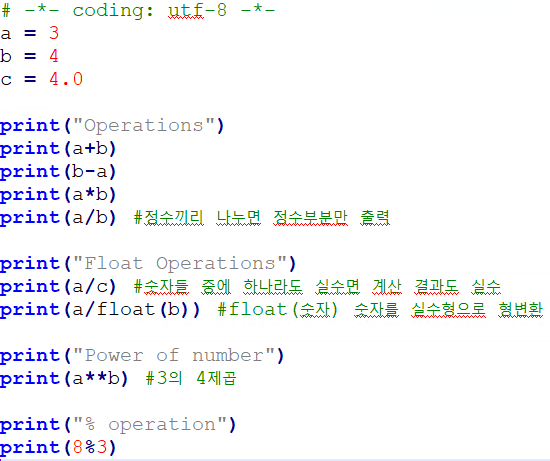 # -*- coding: utf-8 -*-
a = 3
b = 4
c = 4.0
print("Operations")
print(a+b)
print(b-a)
print(a*b)
print(a/b) #정수끼리 나누면 정수부분만 출력
print("Float Operations")
print(a/c) #숫자들 중에 하나라도 실수면 계산 결과도 실수
print(a/float(b)) #float(숫자) 숫자를 실수형으로 형변화
print("Power of number")
print(a**b) #3의 4제곱
print("% operation")
print(8%3)